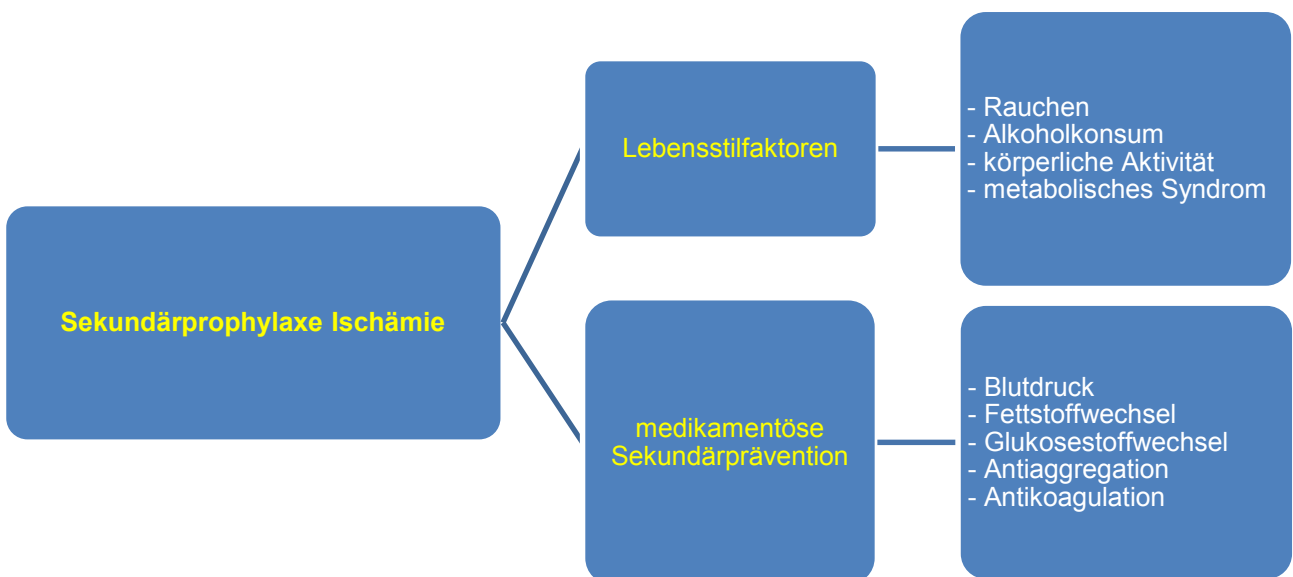 Sekundärprophylaxe Ischämie
Lebensstilfaktoren
- Rauchen
- Alkoholkonsum
- körperliche Aktivität
- metabolisches Syndrom
medikamentöse
Sekundärprävention
- Blutdruck
- Fettstoffwechsel
- Glukosestoffwechsel
- Antiaggregation
- Antikoagulation